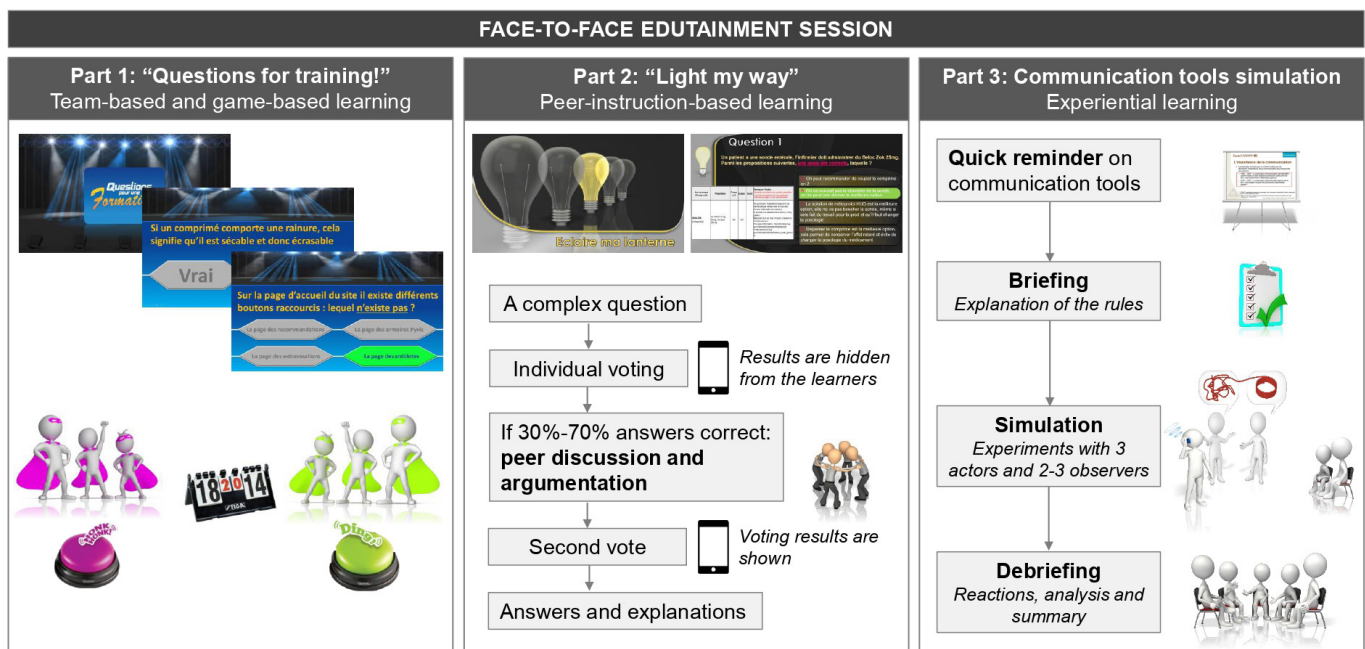 FACE-TO-FACE EDUTAINMENT SESSION
Part 1: “Questions for training!”
Team-based and game-based learning
Questions
pour une
Formation
Si un comprimé comporte une rainure, cela
signifie qu'il est sécable et donc écrasable
Vrai
Sur la page d'accueil du site il existe différents
boutons raccourcis : lequel n'existe pas ?
La page des recommandations
La page des armoires Pyxis
La page des
La page des
HONK HONK!
18 20 14
Ding!
Part 2: “Light my way”
Peer-instruction-based learning
Eclaire ma lanterne
Question 1
A complex question
Individual voting
Results are hidden
from the learners
If 30%-70% answers correct:
peer discussion and
argumentation
Second vote
Voting results are
shown
Answers and explanations
Part 3: Communication tools simulation
Experiential learning
Quick reminder on
communication tools
Briefing
Explanation of the rules
Simulation
Experiments with 3
actors and 2-3 observers
Debriefing
Reactions, analysis and
summary